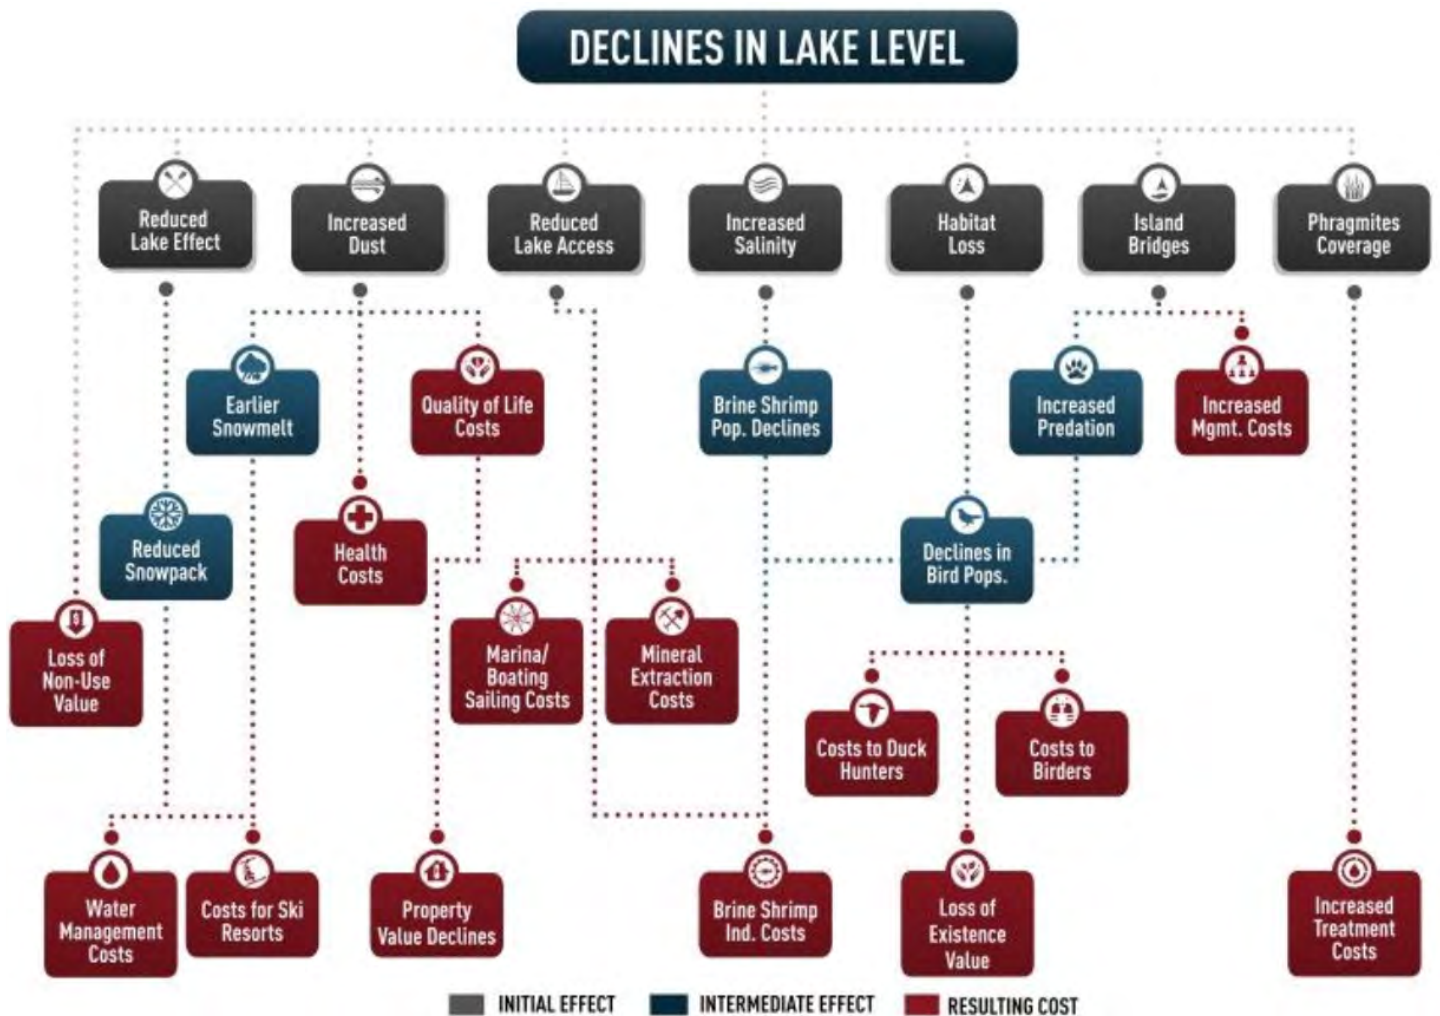 DECLINES IN LAKE LEVEL
Reduced
Lake Effect
Increased
Dust
Reduced
Lake Access
Increased
Salinity
Habitat
Loss
Island
Bridges
Phragmites
Coverage
Earlier
Snowmelt
Quality of Life
Costs
Brine Shrimp
Pop. Declines
Increased
Predation
Increased
Mgmt. Costs
Reduced
Snowpack
Health
Costs
Declines in
Bird Pops.
Loss of
Non-Use
Value
Marina/
Boating
Sailing Costs
Mineral
Extraction
Costs
Costs to Duck
Hunters
Costs to
Birders
Water
Management
Costs
Costs for Ski
Resorts
Property
Value Declines
Brine Shrimp
Ind. Costs
Loss of
Existence
Value
Increased
Treatment
Costs
INITIAL EFFECT
INTERMEDIATE EFFECT
RESULTING COST